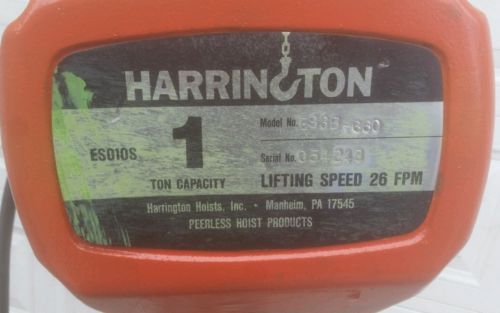 HARRINGTON
ES010S
1
TON CAPACITY
Model No.
Serial No.
LIFTING SPEED 26 FPM
Harrington Hoists, Inc. • Manheim, PA 17545
PEERLESS HOIST PRODUCTS